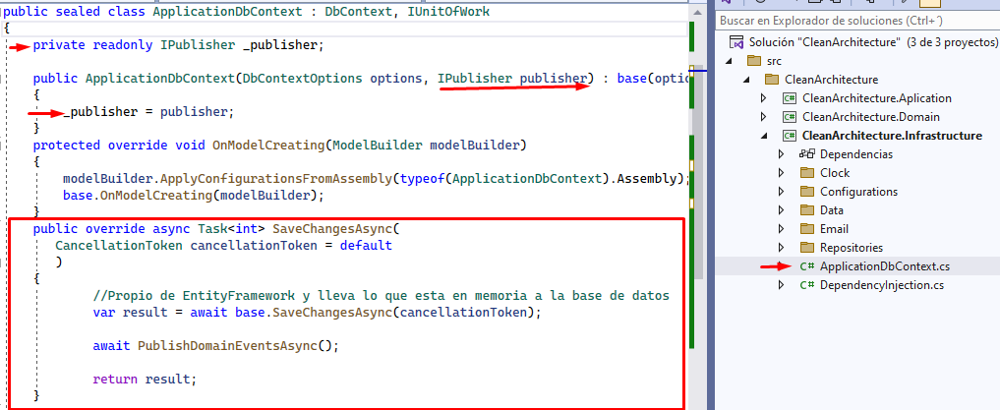 public sealed class ApplicationDbContext : DbContext, IUnitOfWork
{
private readonly IPublisher _publisher;
public ApplicationDbContext(DbContextOptions options, IPublisher publisher) : base(optio
{
_publisher = publisher;
}
protected override void OnModelCreating(ModelBuilder modelBuilder)
{
modelBuilder.ApplyConfigurationsFromAssembly(typeof(ApplicationDbContext).Assembly);
base.OnModelCreating(modelBuilder);
}
public override async Task<int> SaveChangesAsync(
CancellationToken cancellationToken = default
)
{
//Propio de EntityFramework y lleva lo que esta en memoria a la base de datos
var result = await base.SaveChangesAsync(cancellationToken);
await PublishDomainEventsAsync();
return result;
}
Buscar en Explorador de soluciones (Ctrl+´)
Solución "CleanArchitecture" (3 de 3 proyectos)
src
CleanArchitecture
C# CleanArchitecture.Aplication
C# CleanArchitecture.Domain
C# CleanArchitecture.Infrastructure
Dependencias
Clock
Configurations
Data
Email
Repositories
C# ApplicationDbContext.cs
C# DependencyInjection.cs